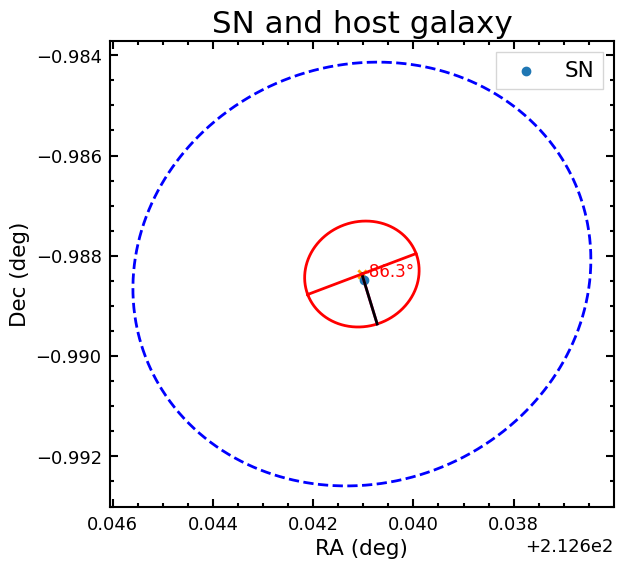 SN and host galaxy
−0.984
−0.986
−0.988
−0.990
−0.992
Dec (deg)
SN
86.3°
0.046
0.044
0.042
0.040
0.038
RA (deg)
+2.126e2